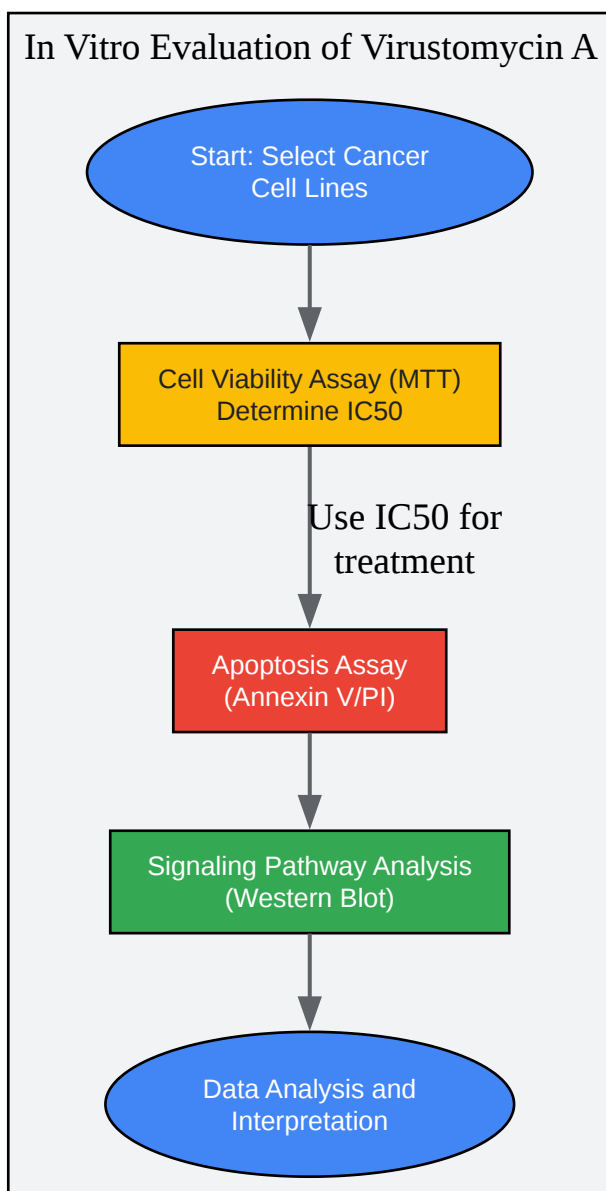 In Vitro Evaluation of Virustomycin A
Start: Select Cancer
Cell Lines
Cell Viability Assay (MTT)
Determine IC50
Use IC50 for
treatment
Apoptosis Assay
(Annexin V/PI)
Signaling Pathway Analysis
(Western Blot)
Data Analysis and
Interpretation